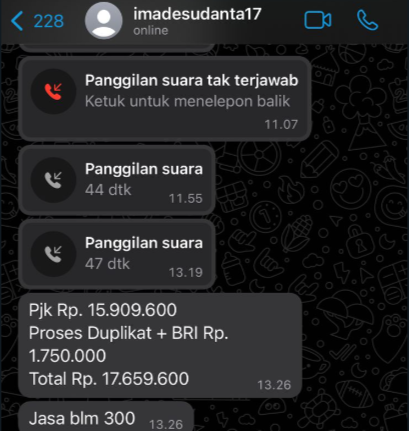 228
imadesudanta17
online
Panggilan suara tak terjawab
Ketuk untuk menelepon balik
11.07
Panggilan suara
44 dtk
11.55
Panggilan suara
47 dtk
13.19
Pjk Rp. 15.909.600
Proses Duplikat + BRI Rp.
1.750.000
Total Rp. 17.659.600
13.26
Jasa blm 300
13.26